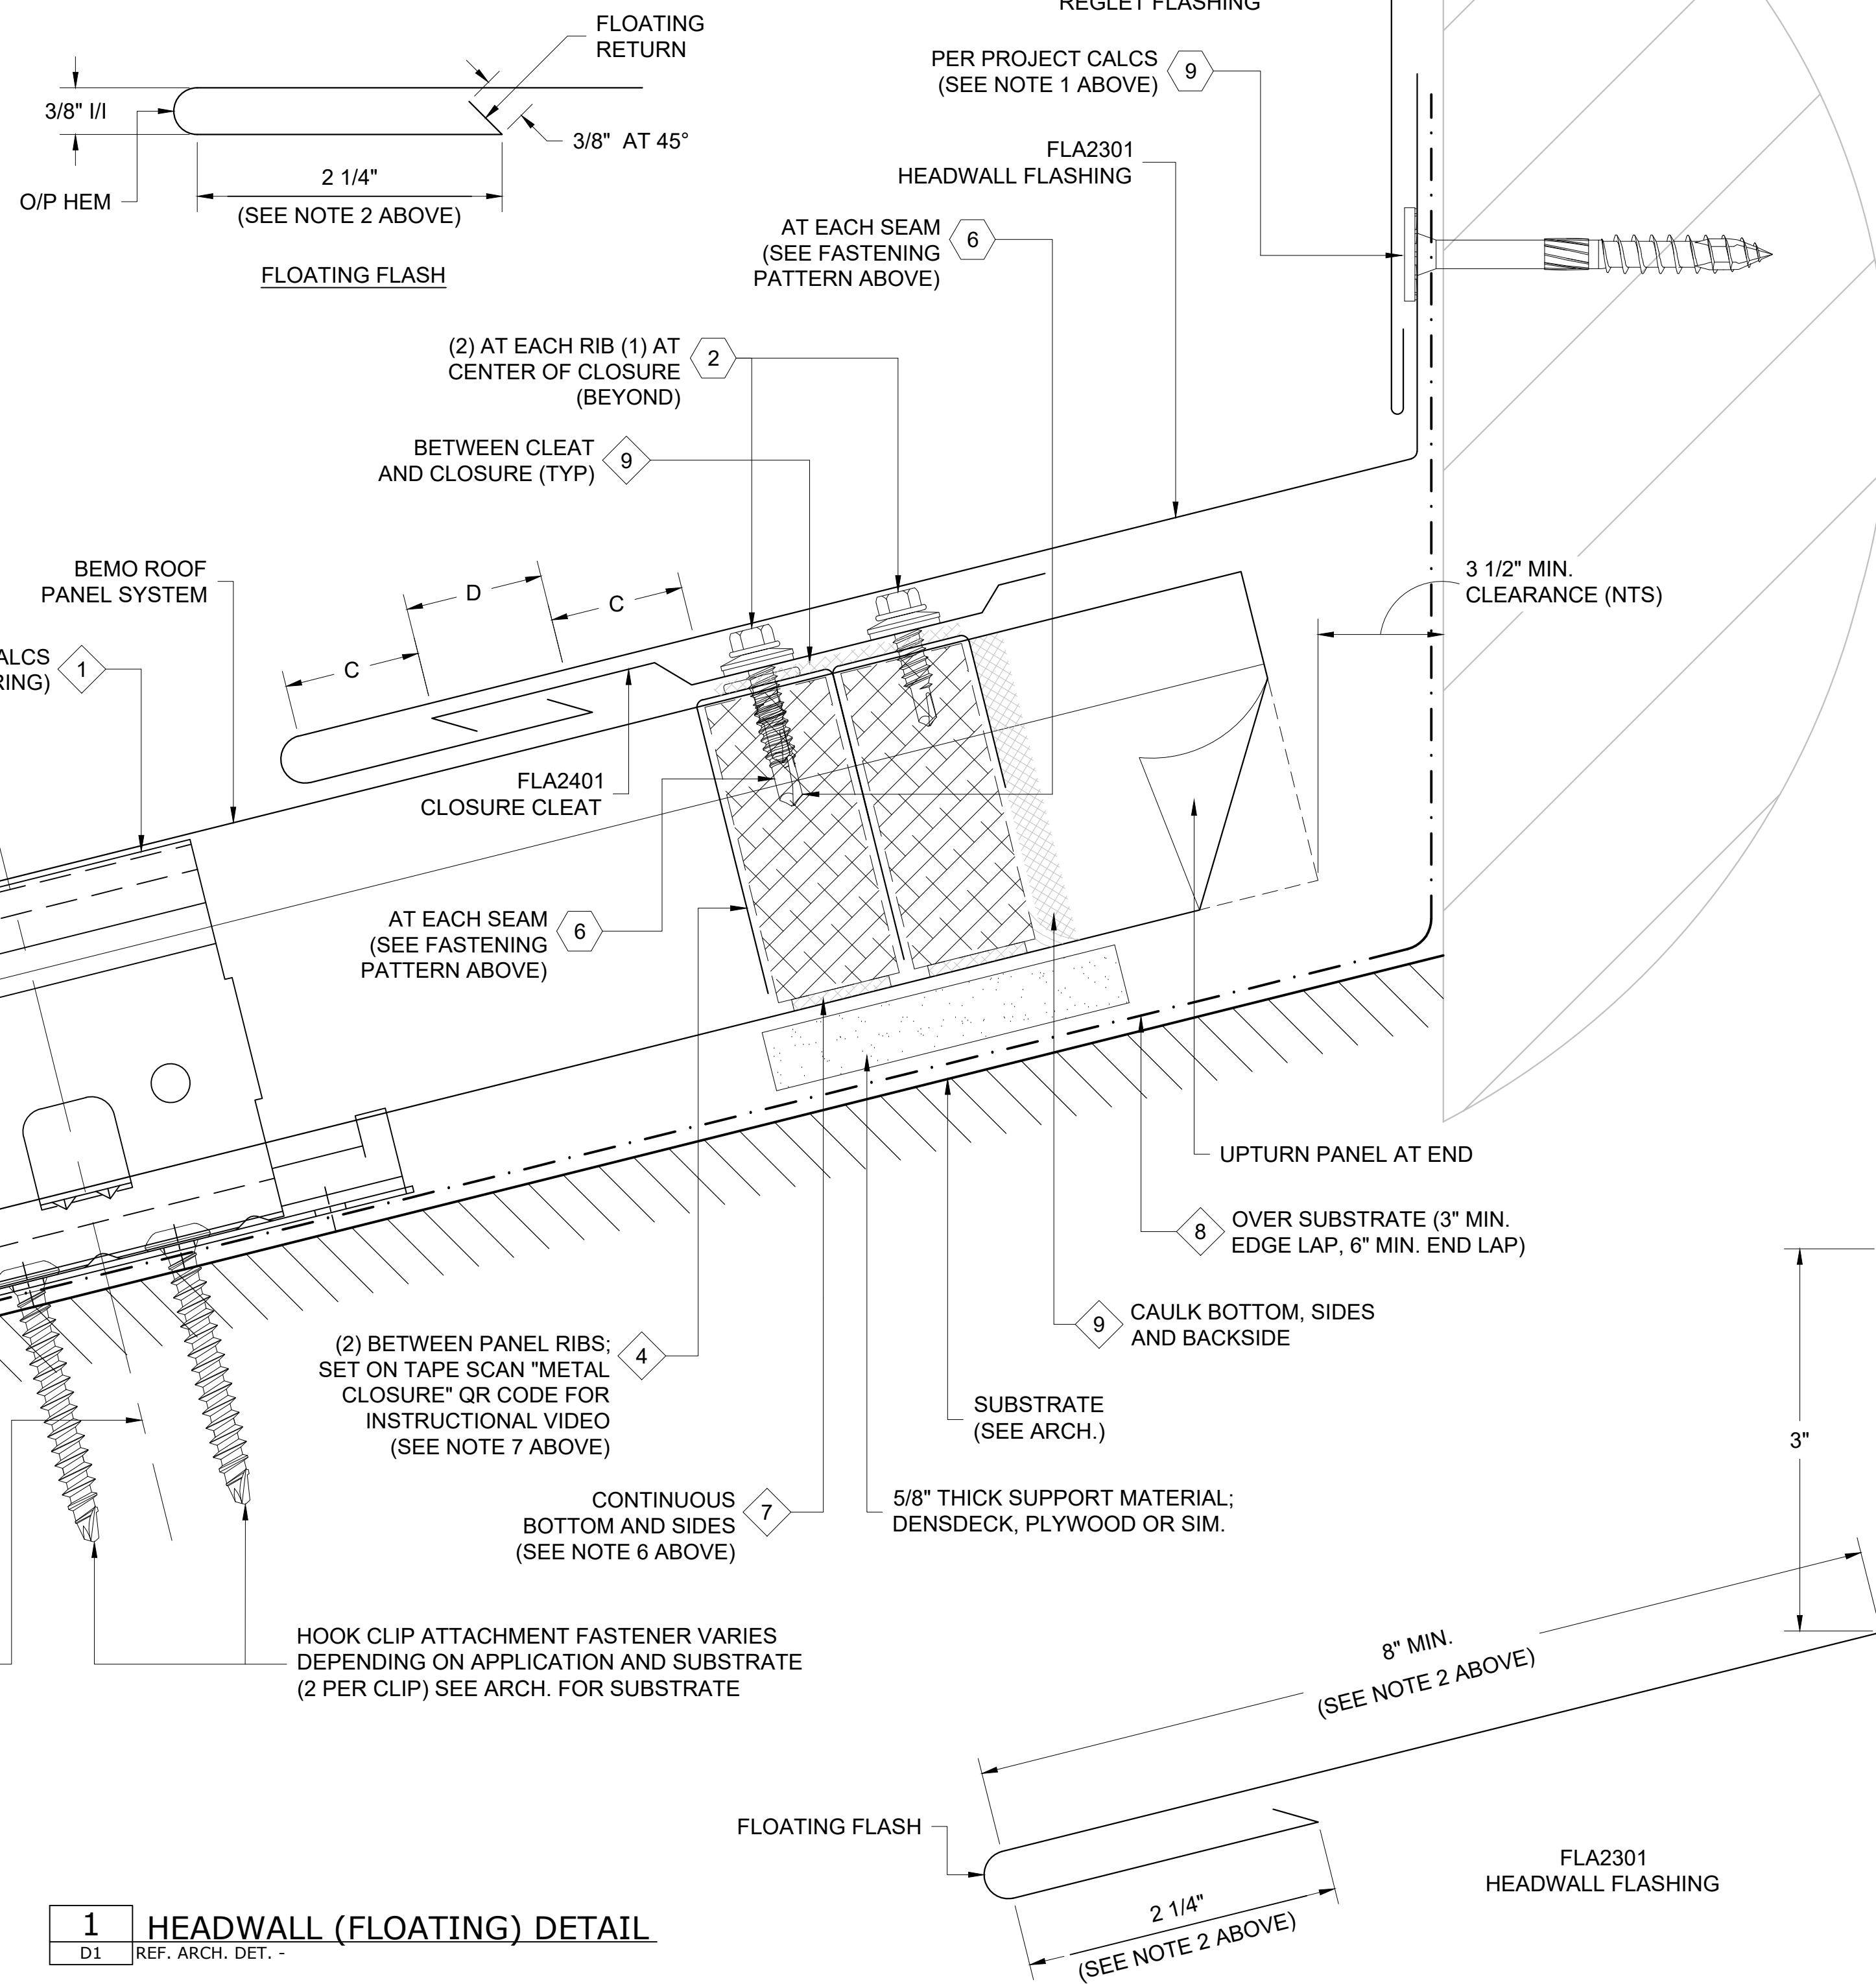 REGLET FLASHING
FLOATING
RETURN
3/8" I/I
3/8" AT 45°
2 1/4"
(SEE NOTE 2 ABOVE)
O/P HEM
FLOATING FLASH
PER PROJECT CALCS
(SEE NOTE 1 ABOVE)
9
FLA2301
HEADWALL FLASHING
AT EACH SEAM
(SEE FASTENING
PATTERN ABOVE)
6
(2) AT EACH RIB (1) AT
CENTER OF CLOSURE
(BEYOND)
2
BETWEEN CLEAT
AND CLOSURE (TYP)
9
BEMO ROOF
PANEL SYSTEM
D
C
C
3 1/2" MIN.
CLEARANCE (NTS)
ALCS
RING)
1
FLA2401
CLOSURE CLEAT
AT EACH SEAM
(SEE FASTENING
PATTERN ABOVE)
6
UPTURN PANEL AT END
8
OVER SUBSTRATE (3" MIN.
EDGE LAP, 6" MIN. END LAP)
9
CAULK BOTTOM, SIDES
AND BACKSIDE
(2) BETWEEN PANEL RIBS;
SET ON TAPE SCAN "METAL
CLOSURE" QR CODE FOR
INSTRUCTIONAL VIDEO
(SEE NOTE 7 ABOVE)
4
SUBSTRATE
(SEE ARCH.)
3"
CONTINUOUS
BOTTOM AND SIDES
(SEE NOTE 6 ABOVE)
7
5/8" THICK SUPPORT MATERIAL;
DENSDECK, PLYWOOD OR SIM.
HOOK CLIP ATTACHMENT FASTENER VARIES
DEPENDING ON APPLICATION AND SUBSTRATE
(2 PER CLIP) SEE ARCH. FOR SUBSTRATE
8" MIN.
(SEE NOTE 2 ABOVE)
FLOATING FLASH
2 1/4"
(SEE NOTE 2 ABOVE)
FLA2301
HEADWALL FLASHING
1
D1
HEADWALL (FLOATING) DETAIL
REF. ARCH. DET. -